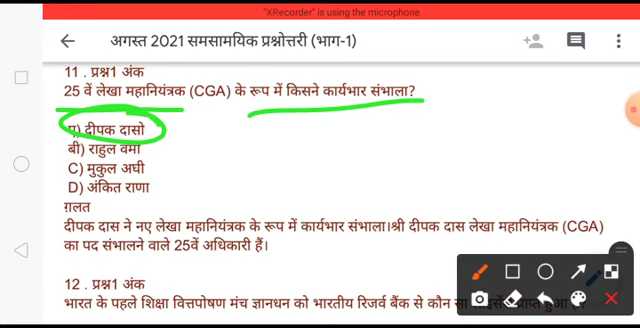 "XRecorder" is using the microphone
अगस्त 2021 समसामयिक प्रश्नोत्तरी (भाग-1)
11 . प्रश्न1 अंक
25 वें लेखा महानियंत्रक (CGA) के रूप में किसने कार्यभार संभाला?
ए) दीपक दासो
बी) राहुल वर्मा
C) मुकुल अघी
D) अंकित राणा
ग़लत
दीपक दास ने नए लेखा महानियंत्रक के रूप में कार्यभार संभाला।श्री दीपक दास लेखा महानियंत्रक (CGA)
का पद संभालने वाले 25वें अधिकारी हैं।
12 . प्रश्न1 अंक
भारत के पहले शिक्षा वित्तपोषण मंच ज्ञानधन को भारतीय रिजर्व बैंक से कौन सा